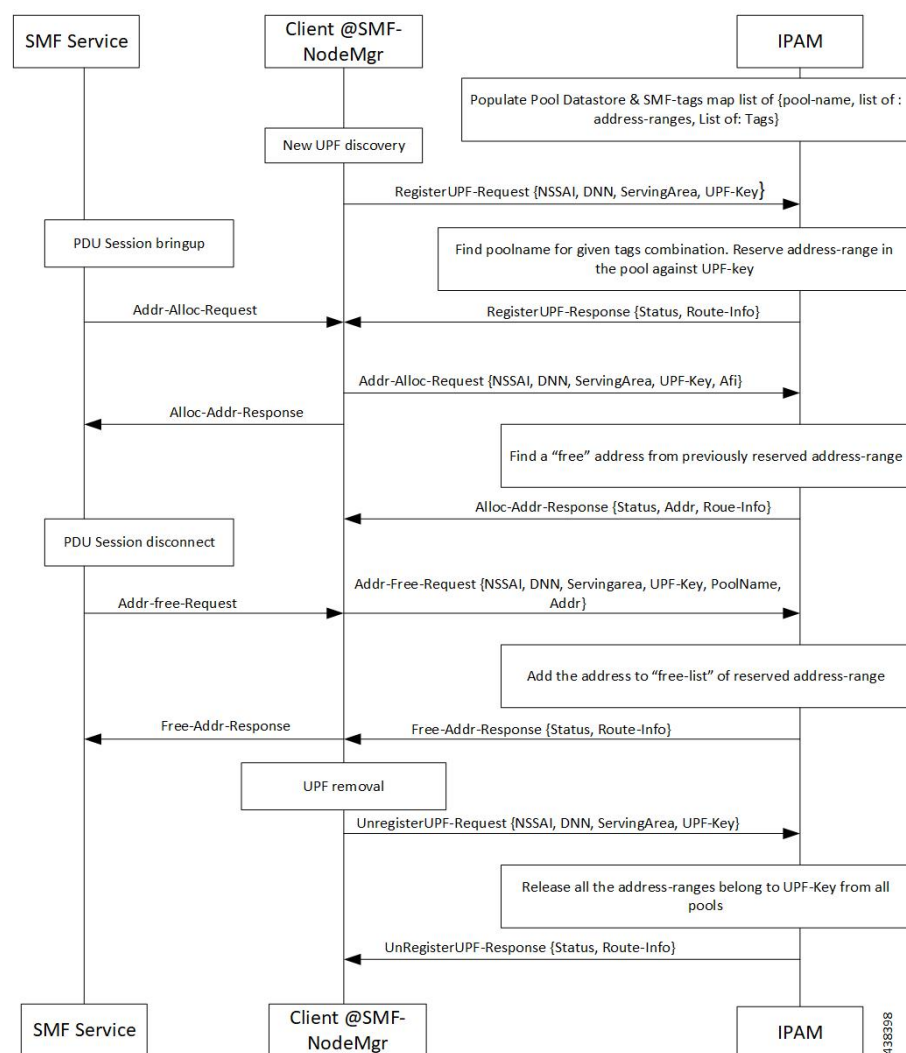 SMF Service
Client @SMF-
NodeMgr
IPAM
Populate Pool Datastore & SMF-tags map list of {pool-name, list of :
address-ranges, List of: Tags}
New UPF discovery
RegisterUPF-Request {NSSAI, DNN, ServingArea, UPF-Key}
PDU Session bringup
Find poolname for given tags combination. Reserve address-range in
the pool against UPF-key
Addr-Alloc-Request
RegisterUPF-Response {Status, Route-Info}
Addr-Alloc-Request {NSSAI, DNN, ServingArea, UPF-Key, Afi}
Alloc-Addr-Response
Find a “free” address from previously reserved address-range
Alloc-Addr-Response {Status, Addr, Roue-Info}
PDU Session disconnect
Addr-Free-Request {NSSAI, DNN, Servingarea, UPF-Key, PoolName,
Addr}
Addr-free-Request
Add the address to “free-list” of reserved address-range
Free-Addr-Response
Free-Addr-Response {Status, Route-Info}
UPF removal
UnregisterUPF-Request {NSSAI, DNN, ServingArea, UPF-Key}
Release all the address-ranges belong to UPF-Key from all
pools
UnRegisterUPF-Response {Status, Route-Info}
SMF Service
Client @SMF-
NodeMgr
IPAM
438398